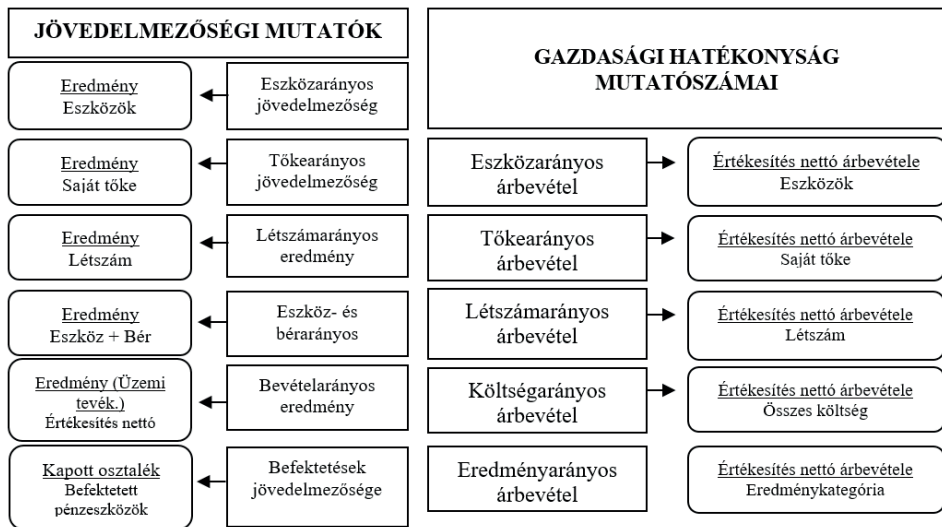 JÖVEDELMEZŐSÉGI MUTATÓK
Eredmény
Eszközök
Eszközarányos
jövedelmezőség
Eredmény
Saját tőke
Tőkearányos
jövedelmezőség
Eredmény
Létszám
Létszámarányos
eredmény
Eredmény
Eszköz + Bér
Eszköz- és
bérarányos
Eredmény (Üzemi
tevék.)
Értékesítés nettó
Bevételarányos
eredmény
Kapott osztalék
Befektetett
pénzeszközök
Befektetések
jövedelmezősége
GAZDASÁGI HATÉKONYSÁG
MUTATÓSZÁMAI
Eszközarányos
árbevétel
Értékesítés nettó árbevétele
Eszközök
Tőkearányos
árbevétel
Értékesítés nettó árbevétele
Saját tőke
Létszámarányos
árbevétel
Értékesítés nettó árbevétele
Létszám
Költségarányos
árbevétel
Értékesítés nettó árbevétele
Összes költség
Eredményarányos
árbevétel
Értékesítés nettó árbevétele
Eredménykategória